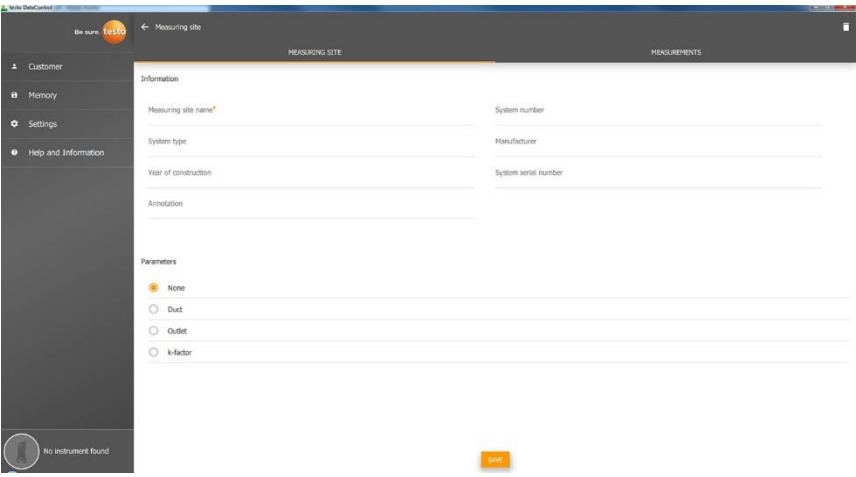 testo DataControl
Be sure. testo
Customer
Memory
Settings
Help and Information
No instrument found
← Measuring site
MEASURING SITE
MEASUREMENTS
Information
Measuring site name*
System number
System type
Manufacturer
Year of construction
System serial number
Annotation
Parameters
None
Duct
Outlet
k-factor
SAVE